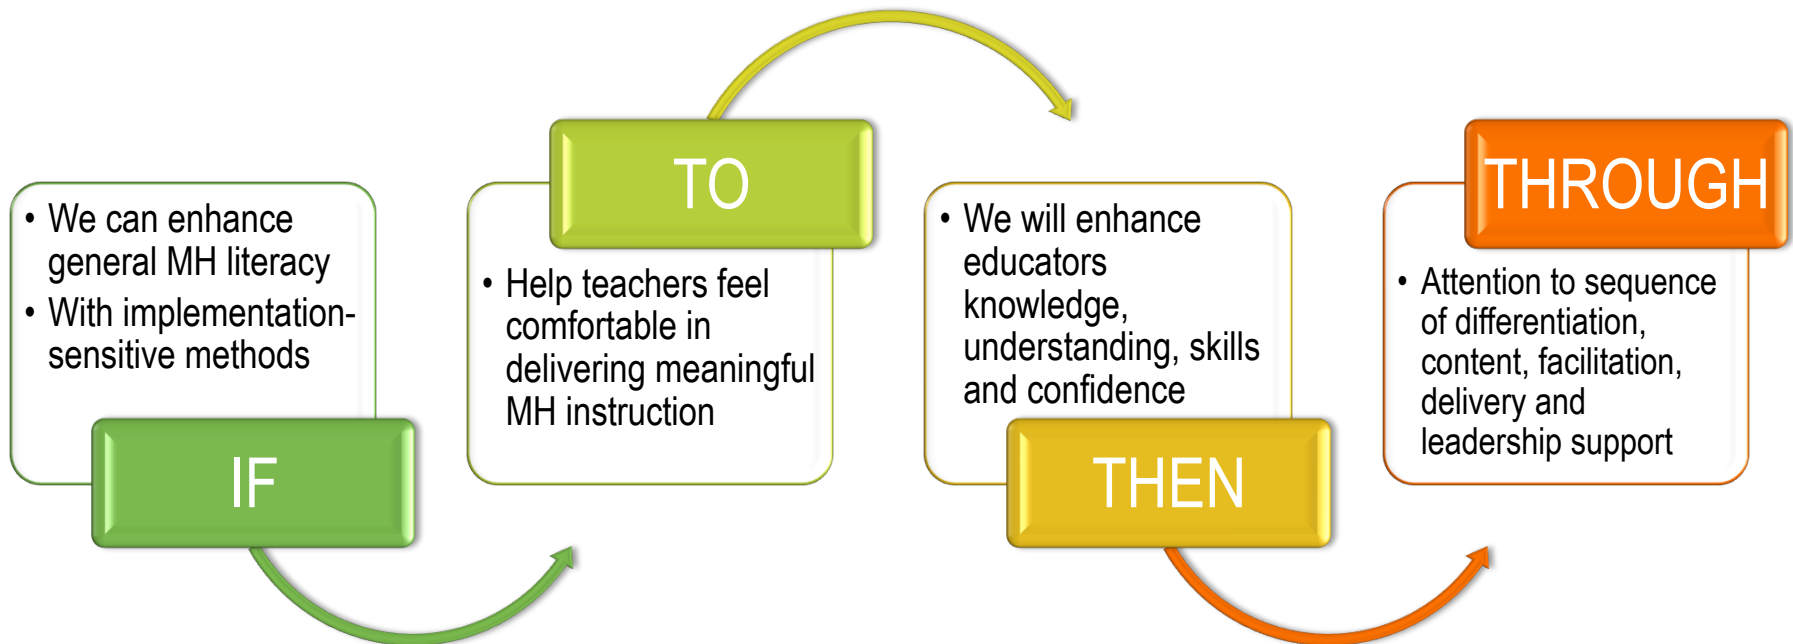 • We can enhance
general MH literacy
• With implementation-
sensitive methods
IF
TO
• Help teachers feel
comfortable in
delivering meaningful
MH instruction
• We will enhance
educators
knowledge,
understanding, skills
and confidence
THEN
THROUGH
• Attention to sequence
of differentiation,
content, facilitation,
delivery and
leadership support